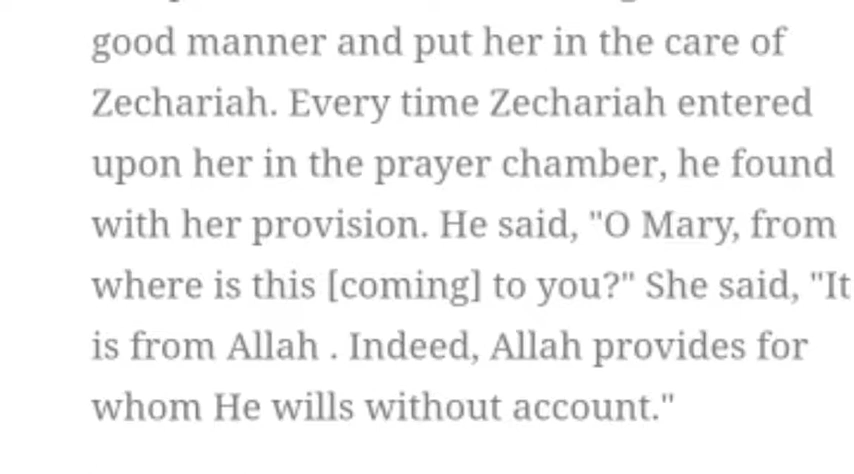 good manner and put her in the care of
Zechariah. Every time Zechariah entered
upon her in the prayer chamber, he found
with her provision. He said, "O Mary, from
where is this [coming] to you?" She said, "It
is from Allah . Indeed, Allah provides for
whom He wills without account."